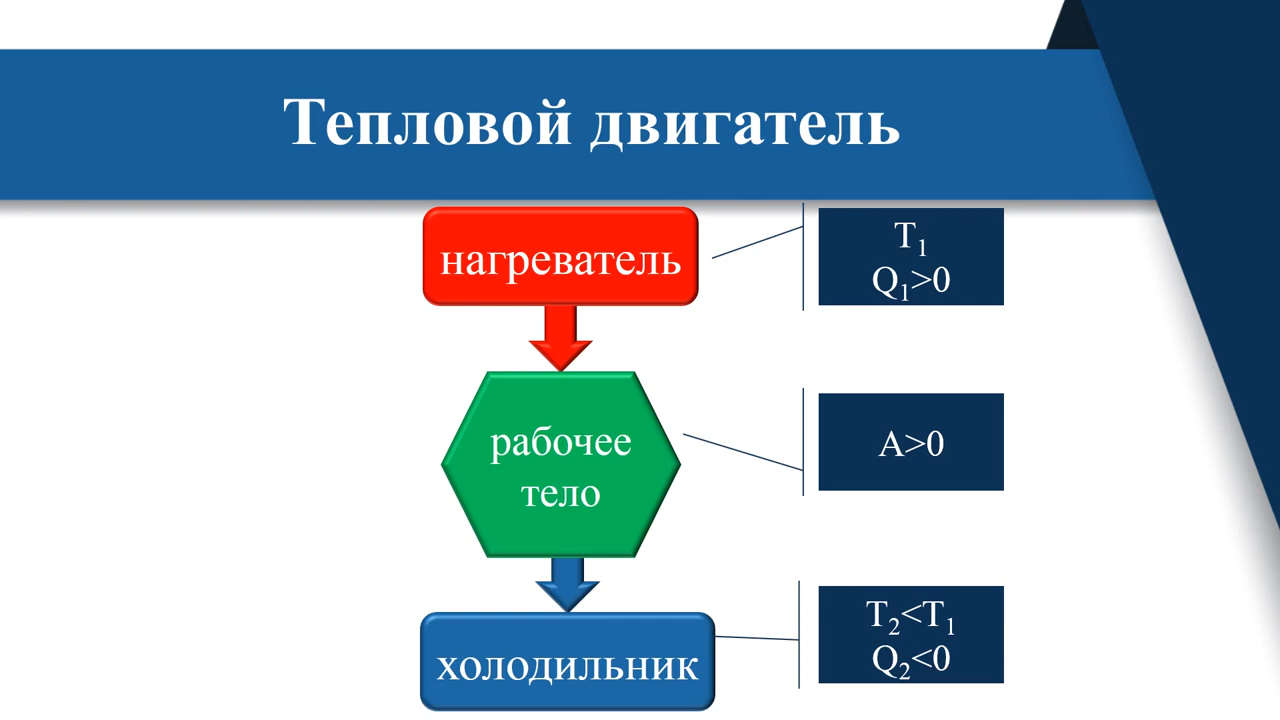 Тепловой двигатель
нагреватель
T₁
Q₁>0
рабочее
тело
A>0
холодильник
T₂<T₁
Q₂<0